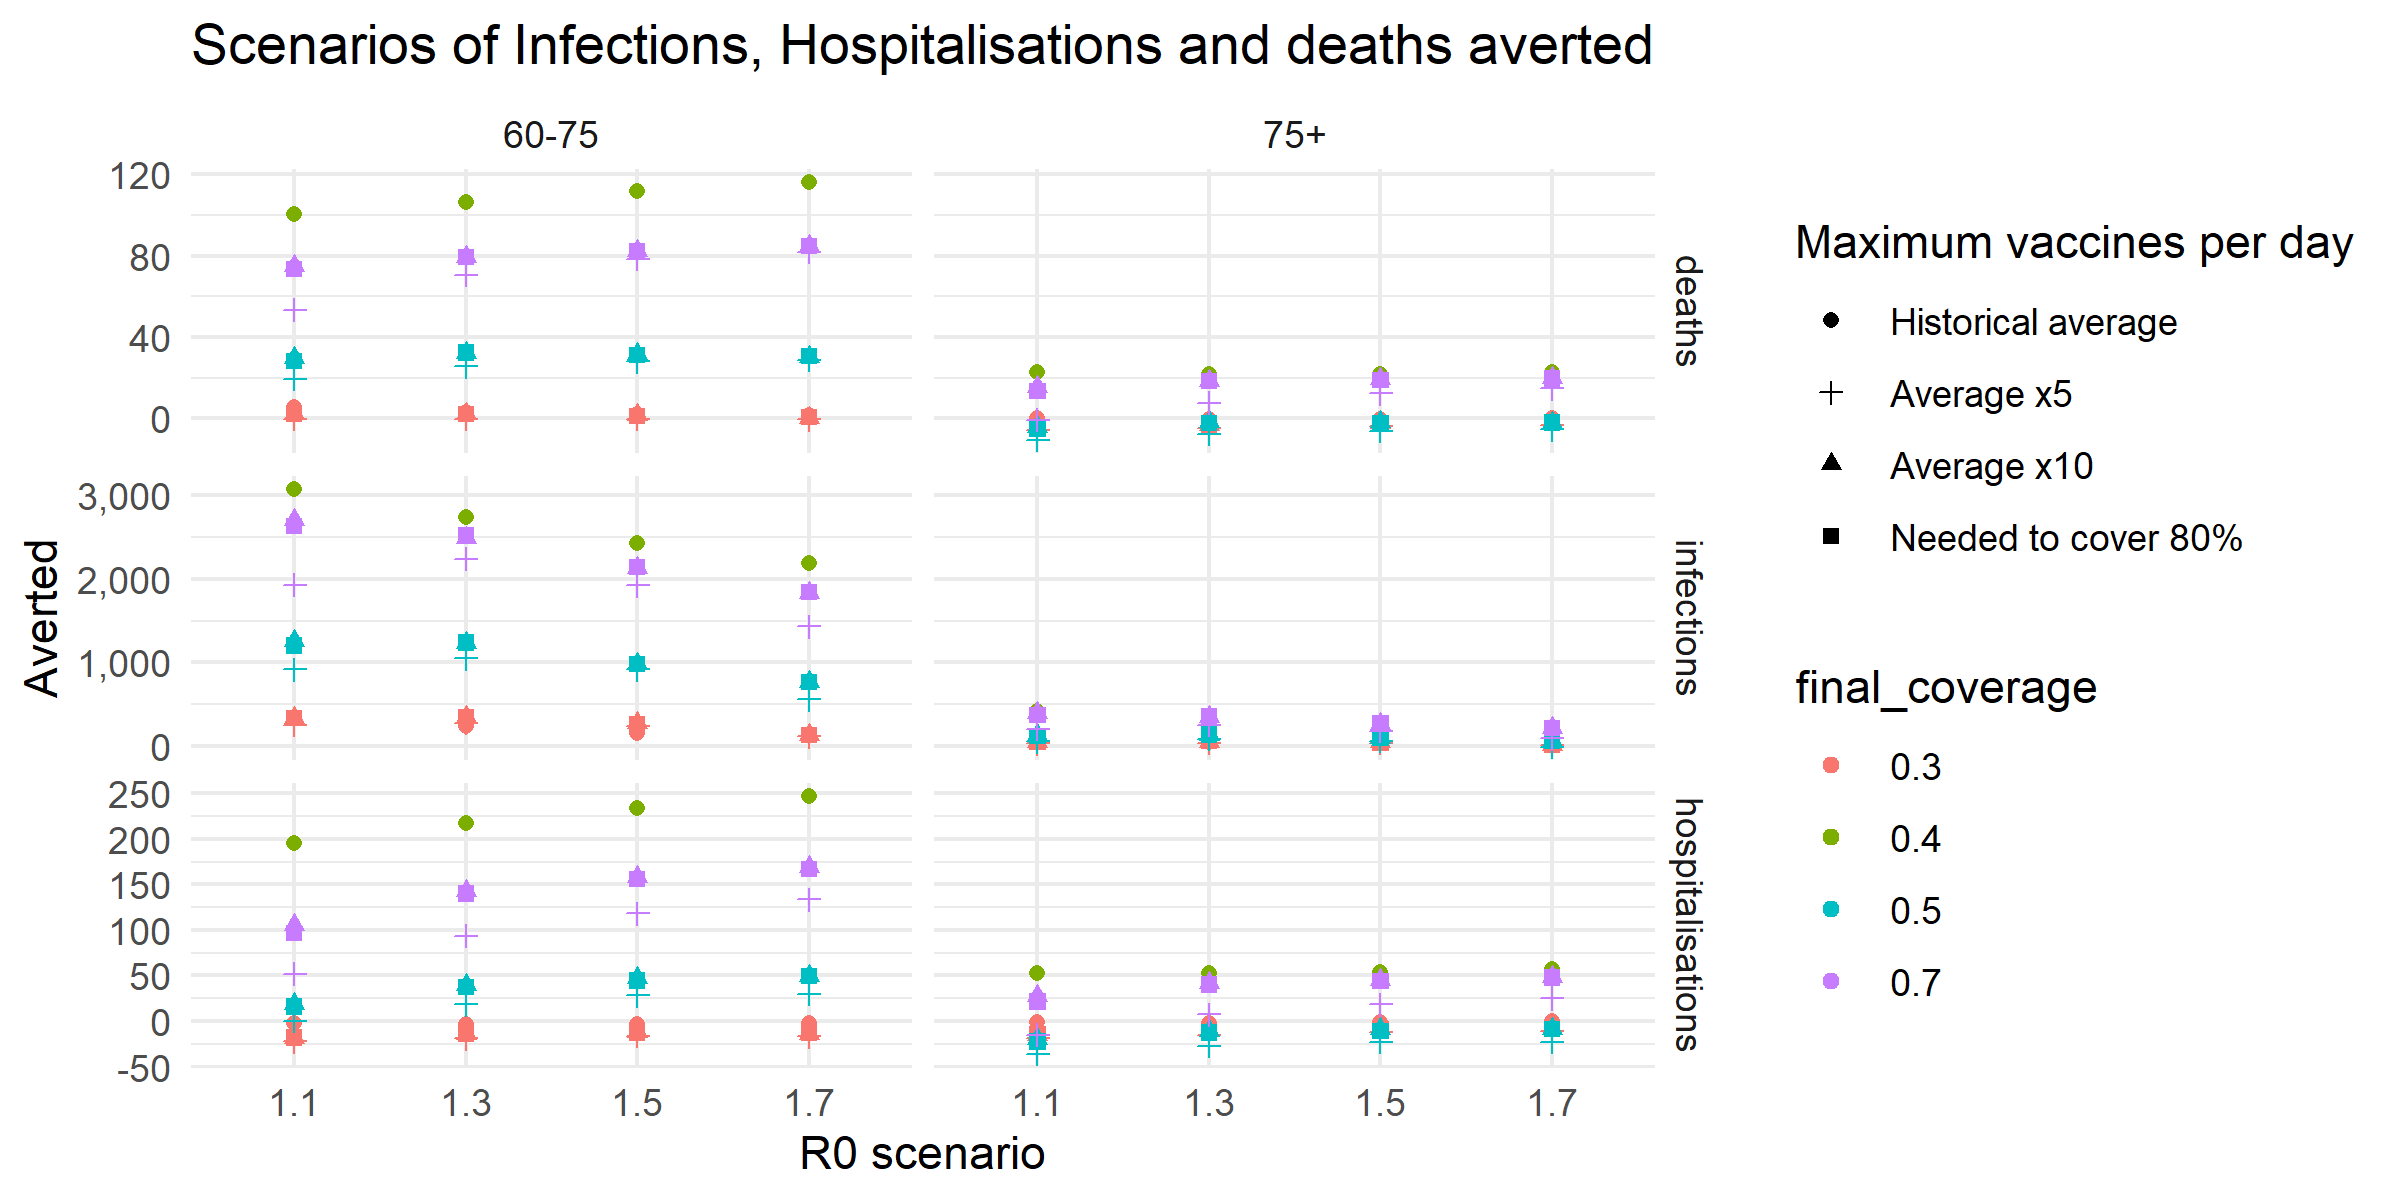 Scenarios of Infections, Hospitalisations and deaths averted
60-75
75+
120
80
40
0
deaths
3,000
2,000
1,000
0
infections
250
200
150
100
50
0
-50
hospitalisations
Averted
1.1 1.3 1.5 1.7
1.1 1.3 1.5 1.7
R0 scenario
Maximum vaccines per day
Historical average
Average x5
Average x10
Needed to cover 80%
final_coverage
0.3
0.4
0.5
0.7